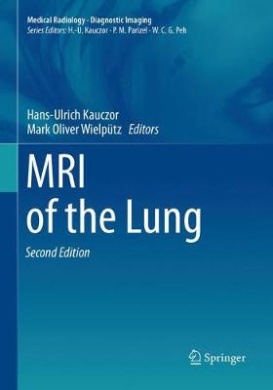 Medical Radiology · Diagnostic Imaging
Series Editors: H.-U. Kauczor · P. M. Parizel · W. C. G. Peh
Hans-Ulrich Kauczor
Mark Oliver Wielpütz Editors
MRI
of the Lung
Second Edition
Springer